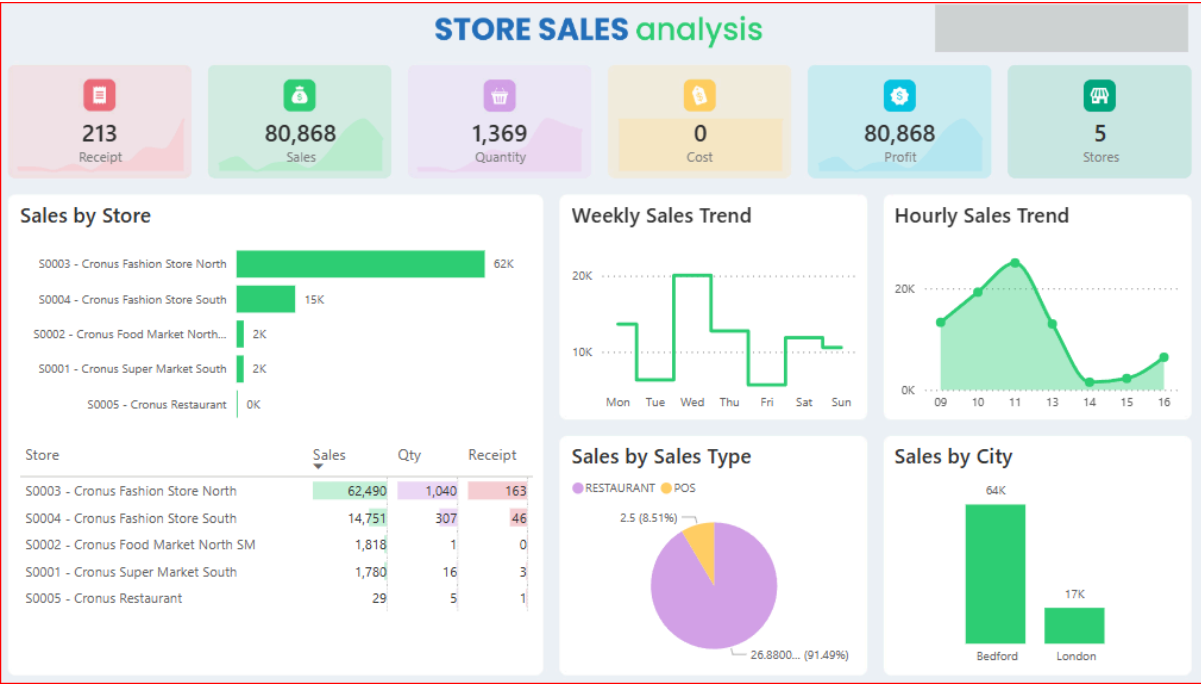 STORE SALES analysis
213
Receipt
80,868
Sales
1,369
Quantity
0
Cost
80,868
Profit
5
Stores
Sales by Store
S0003 - Cronus Fashion Store North 62K
S0004 - Cronus Fashion Store South 15K
S0002 - Cronus Food Market North... 2K
S0001 - Cronus Super Market South 2K
S0005 - Cronus Restaurant 0K
Store Sales Qty Receipt
S0003 - Cronus Fashion Store North 62,490 1,040 163
S0004 - Cronus Fashion Store South 14,751 307 46
S0002 - Cronus Food Market North SM 1,818 1 0
S0001 - Cronus Super Market South 1,780 16 3
S0005 - Cronus Restaurant 29 5 1
Weekly Sales Trend
20K
10K
Mon Tue Wed Thu Fri Sat Sun
Hourly Sales Trend
20K
0K
09 10 11 13 14 15 16
Sales by Sales Type
RESTAURANT POS
2.5 (8.51%)
26.8800... (91.49%)
Sales by City
64K
17K
Bedford London